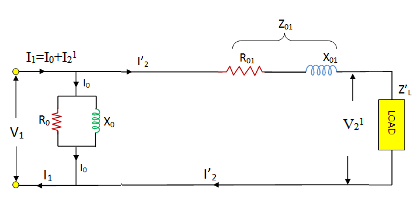 Z₀₁
I₁=I₀+I₂¹
I'₂
R₀₁
X₀₁
I₀
Z'L
R₀
X₀
V₁
V₂¹
LOAD
I₀
I₁
I'₂